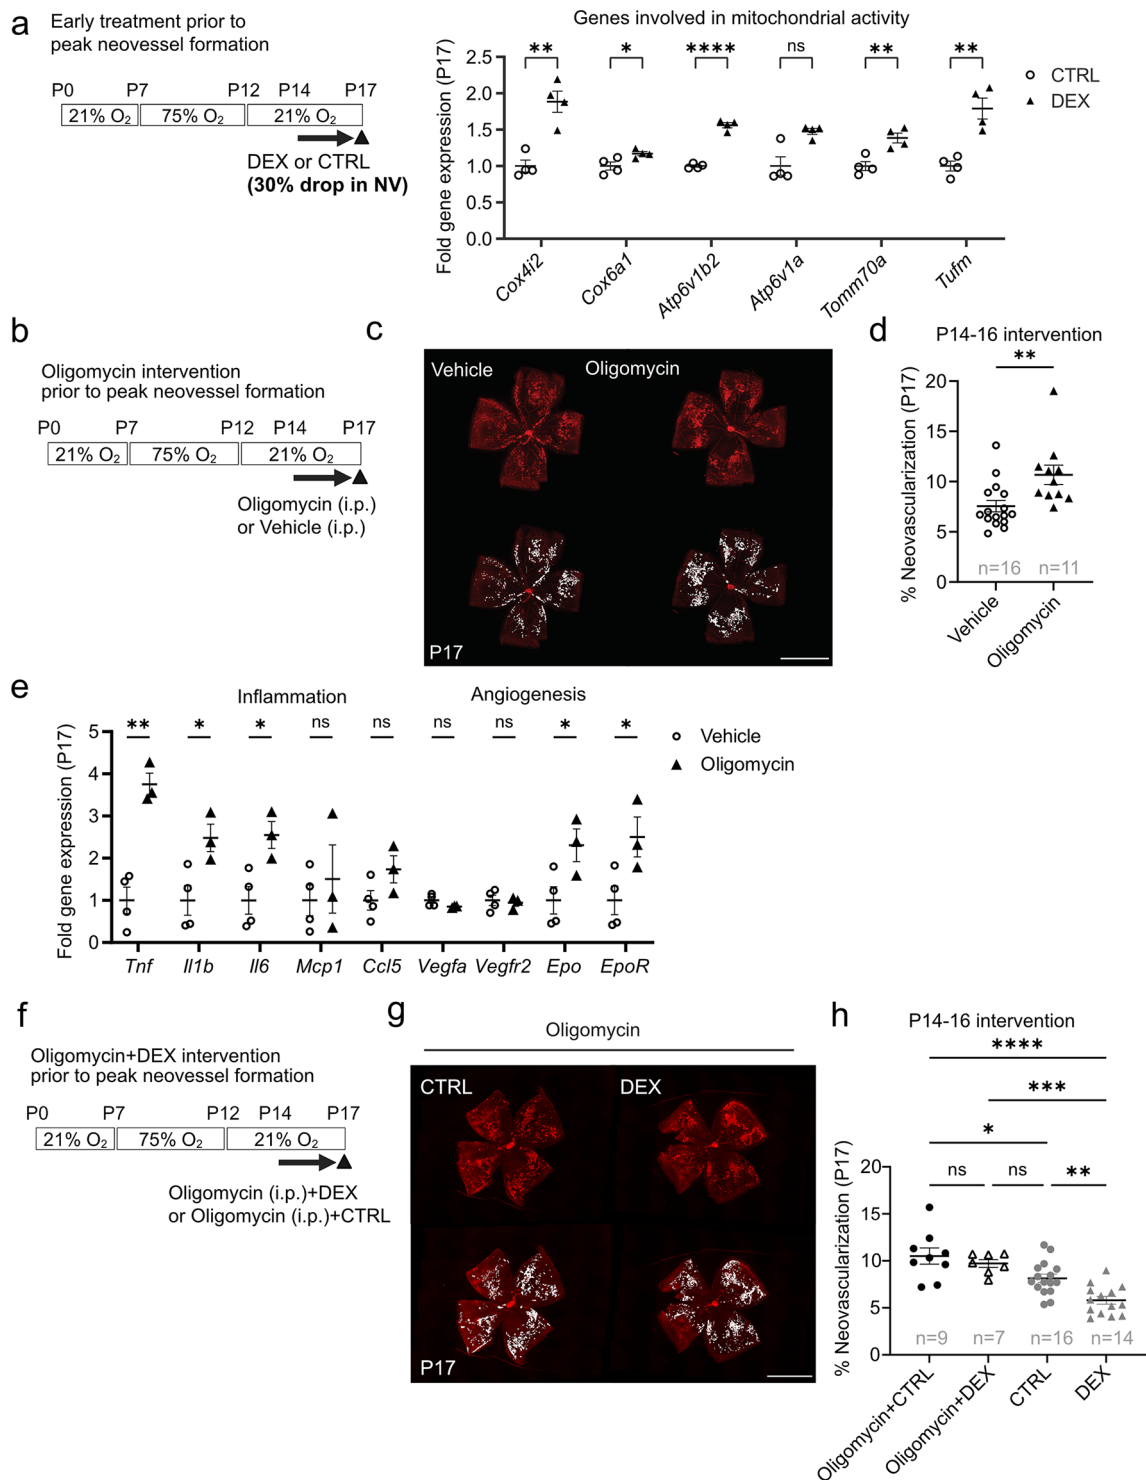 a
Early treatment prior to
peak neovessel formation
P0 P7 P12 P14 P17
21% O₂ 75% O₂ 21% O₂
DEX or CTRL
(30% drop in NV)
Genes involved in mitochondrial activity
** * **** ns ** **
CTRL
DEX
Fold gene expression (P17)
2.5
2.0
1.5
1.0
0.5
0.0
Cox4i2 Cox6a1 Atp6v1b2 Atp6v1a Tomm70a Tufm
b
Oligomycin intervention
prior to peak neovessel formation
P0 P7 P12 P14 P17
21% O₂ 75% O₂ 21% O₂
Oligomycin (i.p.)
or Vehicle (i.p.)
c
Vehicle Oligomycin
P17
d
P14-16 intervention
**
% Neovascularization (P17)
20
15
10
5
0
n=16 n=11
Vehicle Oligomycin
e
Inflammation Angiogenesis
** * * ns ns ns ns * *
Vehicle
Oligomycin
Fold gene expression (P17)
5
4
3
2
1
0
Tnf Il1b Il6 Mcp1 Ccl5 Vegfa Vegfr2 Epo EpoR
f
Oligomycin+DEX intervention
prior to peak neovessel formation
P0 P7 P12 P14 P17
21% O₂ 75% O₂ 21% O₂
Oligomycin (i.p.)+DEX
or Oligomycin (i.p.)+CTRL
g
Oligomycin
CTRL DEX
P17
h
P14-16 intervention
****
***
*
ns ns **
% Neovascularization (P17)
20
15
10
5
0
n=9 n=7 n=16 n=14
Oligomycin+CTRL Oligomycin+DEX CTRL DEX